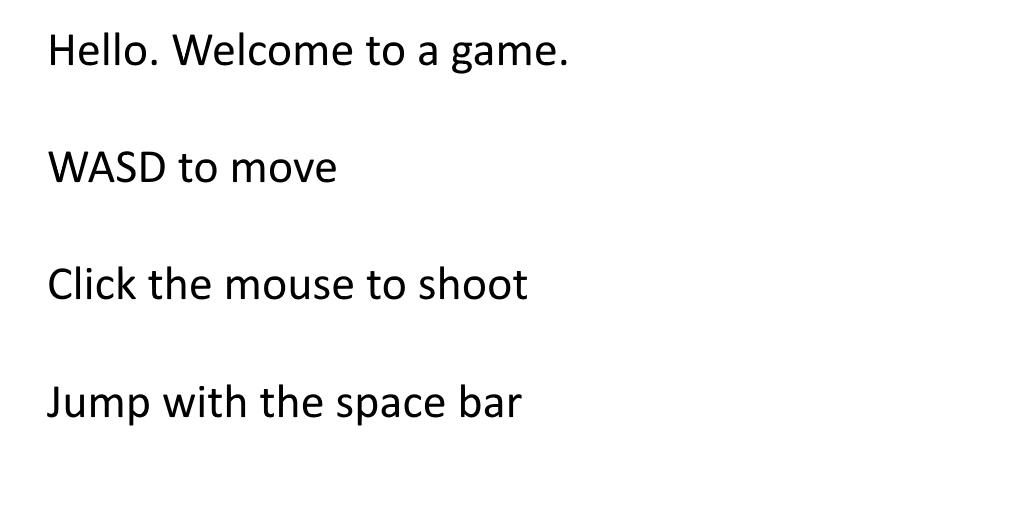 Hello. Welcome to a game.
WASD to move
Click the mouse to shoot
Jump with the space bar